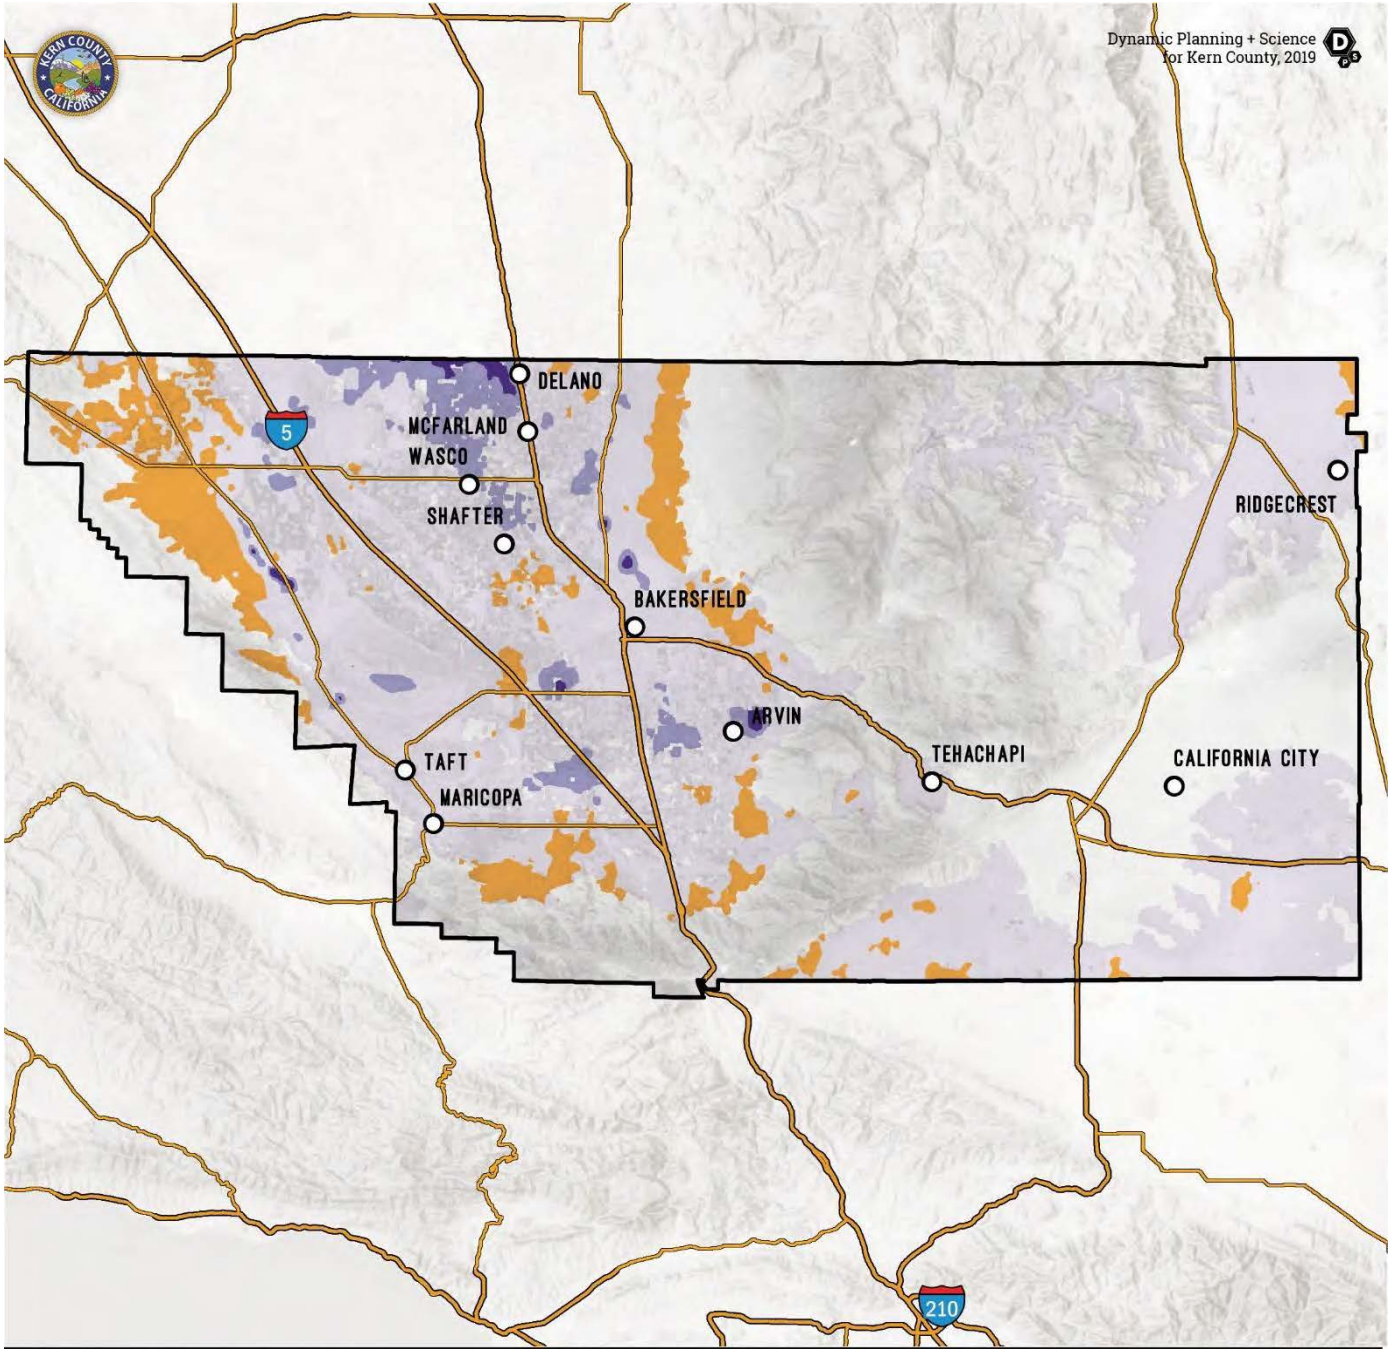 KERN COUNTY
CALIFORNIA
Dynamic Planning + Science
for Kern County, 2019
D
P S
DELANO
5
MCFARLAND
WASCO
RIDGECREST
SHAFTER
BAKERSFIELD
ARVIN
TEHACHAPI
CALIFORNIA CITY
TAFT
MARICOPA
210